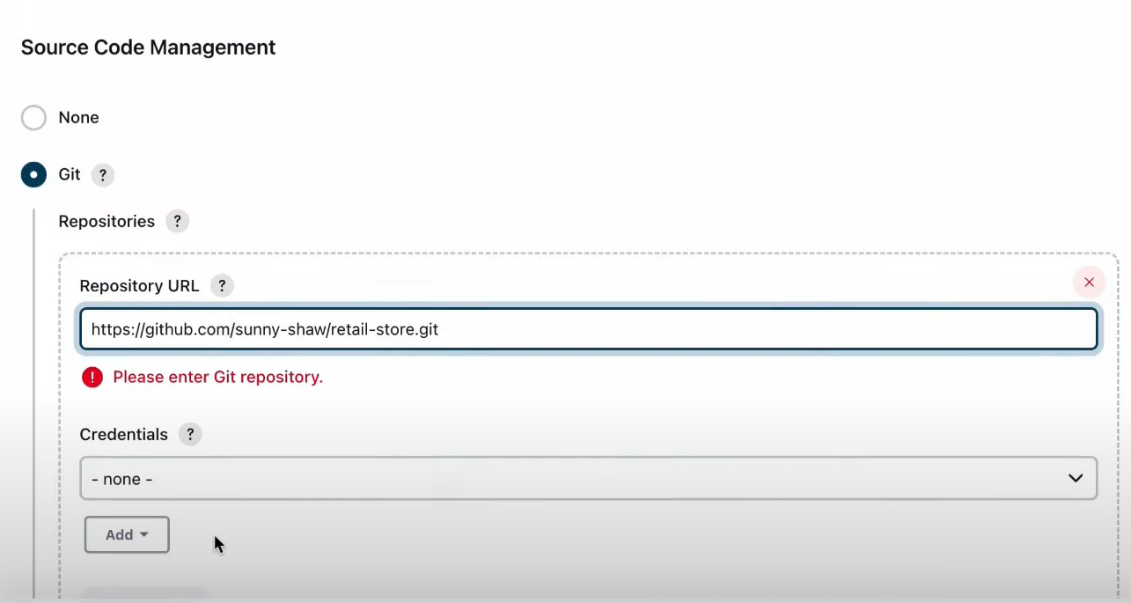 Source Code Management
None
Git ?
Repositories ?
Repository URL ?
https://github.com/sunny-shaw/retail-store.git
! Please enter Git repository.
Credentials ?
- none -
Add